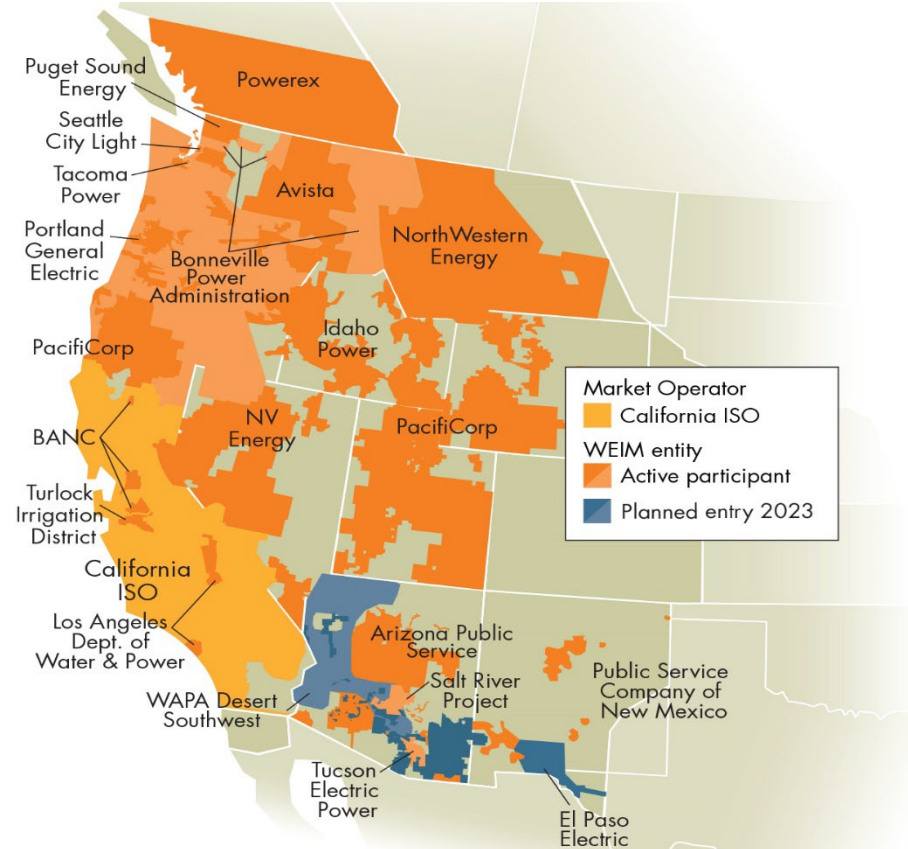 Powerex
Puget Sound
Energy
Seattle
City Light
Tacoma
Power
Avista
Portland
General
Electric
Bonneville
Power
Administration
NorthWestern
Energy
Idaho
Power
PacifiCorp
NV
Energy
PacifiCorp
BANC
Turlock
Irrigation
District
California
ISO
Los Angeles
Dept. of
Water & Power
WAPA Desert
Southwest
Arizona Public
Service
Salt River
Project
Public Service
Company of
New Mexico
Tucson
Electric
Power
El Paso
Electric
Market Operator
California ISO
WEIM entity
Active participant
Planned entry 2023